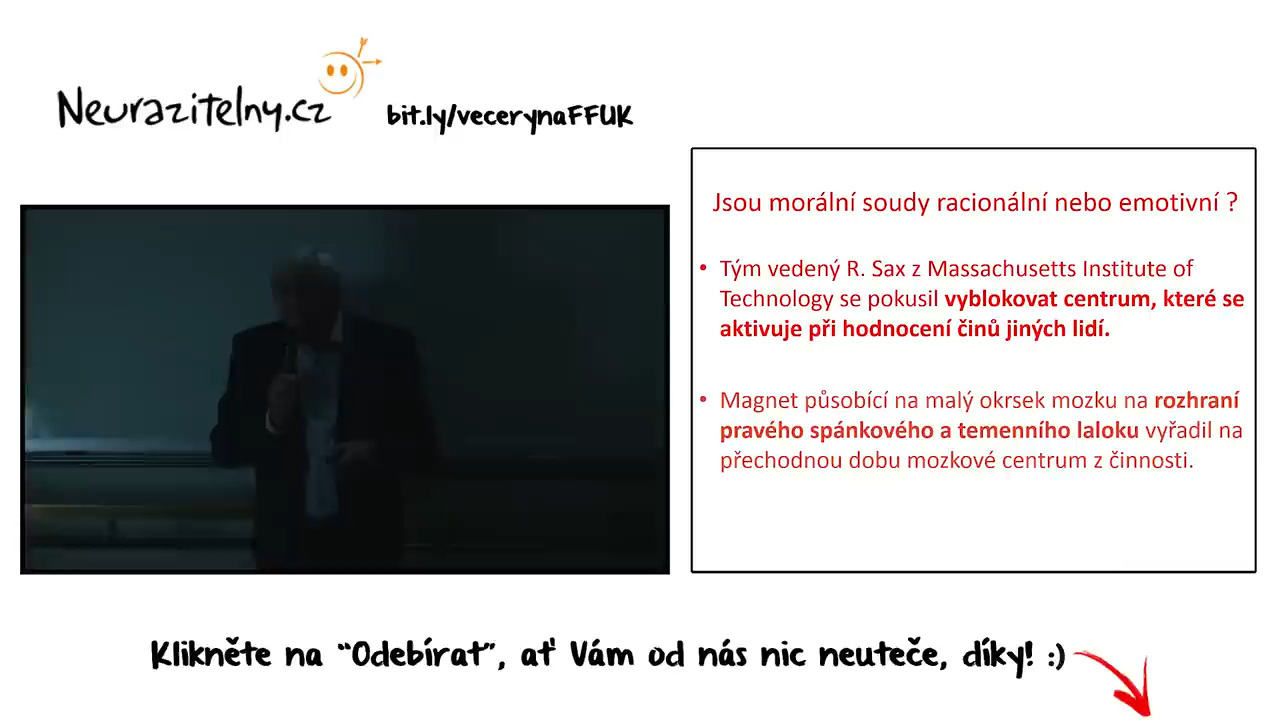 Neurazitelny.cz
bit.ly/vecerynaFFUK
Jsou morální soudy racionální nebo emotivní ?
• Tým vedený R. Sax z Massachusetts Institute of
Technology se pokusil vyblokovat centrum, které se
aktivuje při hodnocení činů jiných lidí.
• Magnet působící na malý okrsek mozku na rozhraní
pravého spánkového a temenního laloku vyřadil na
přechodnou dobu mozkové centrum z činnosti.
Klikněte na “Odebírat”, ať Vám od nás nic neuteče, díky! :)